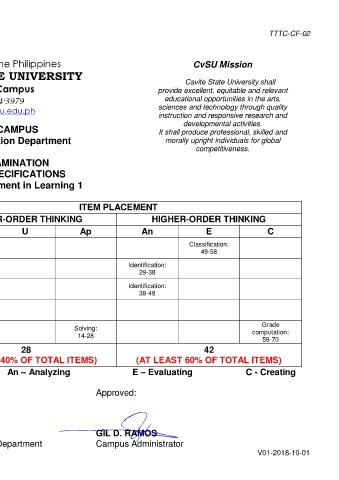 TTTC-CF-02
ne Philippines
E UNIVERSITY
Campus
4-3979
u.edu.ph
CAMPUS
tion Department
CvSU Mission
Cavite State University shall
provide excellent, equitable and relevant
educational opportunities in the arts,
sciences and technology through quality
instruction and responsive research and
developmental activities.
It shall produce professional, skilled and
morally upright individuals for global
competitiveness.
AMINATION
ECIFICATIONS
ment in Learning 1
ITEM PLACEMENT
R-ORDER THINKING HIGHER-ORDER THINKING
U Ap An E C
Classification:
49-58
Identification:
29-38
Identification:
39-48
Solving:
14-28
Grade
computation:
59-70
28 42
40% OF TOTAL ITEMS) (AT LEAST 60% OF TOTAL ITEMS)
An – Analyzing E – Evaluating C - Creating
Approved:
GIL D. RAMOS
Department Campus Administrator
V01-2018-10-01